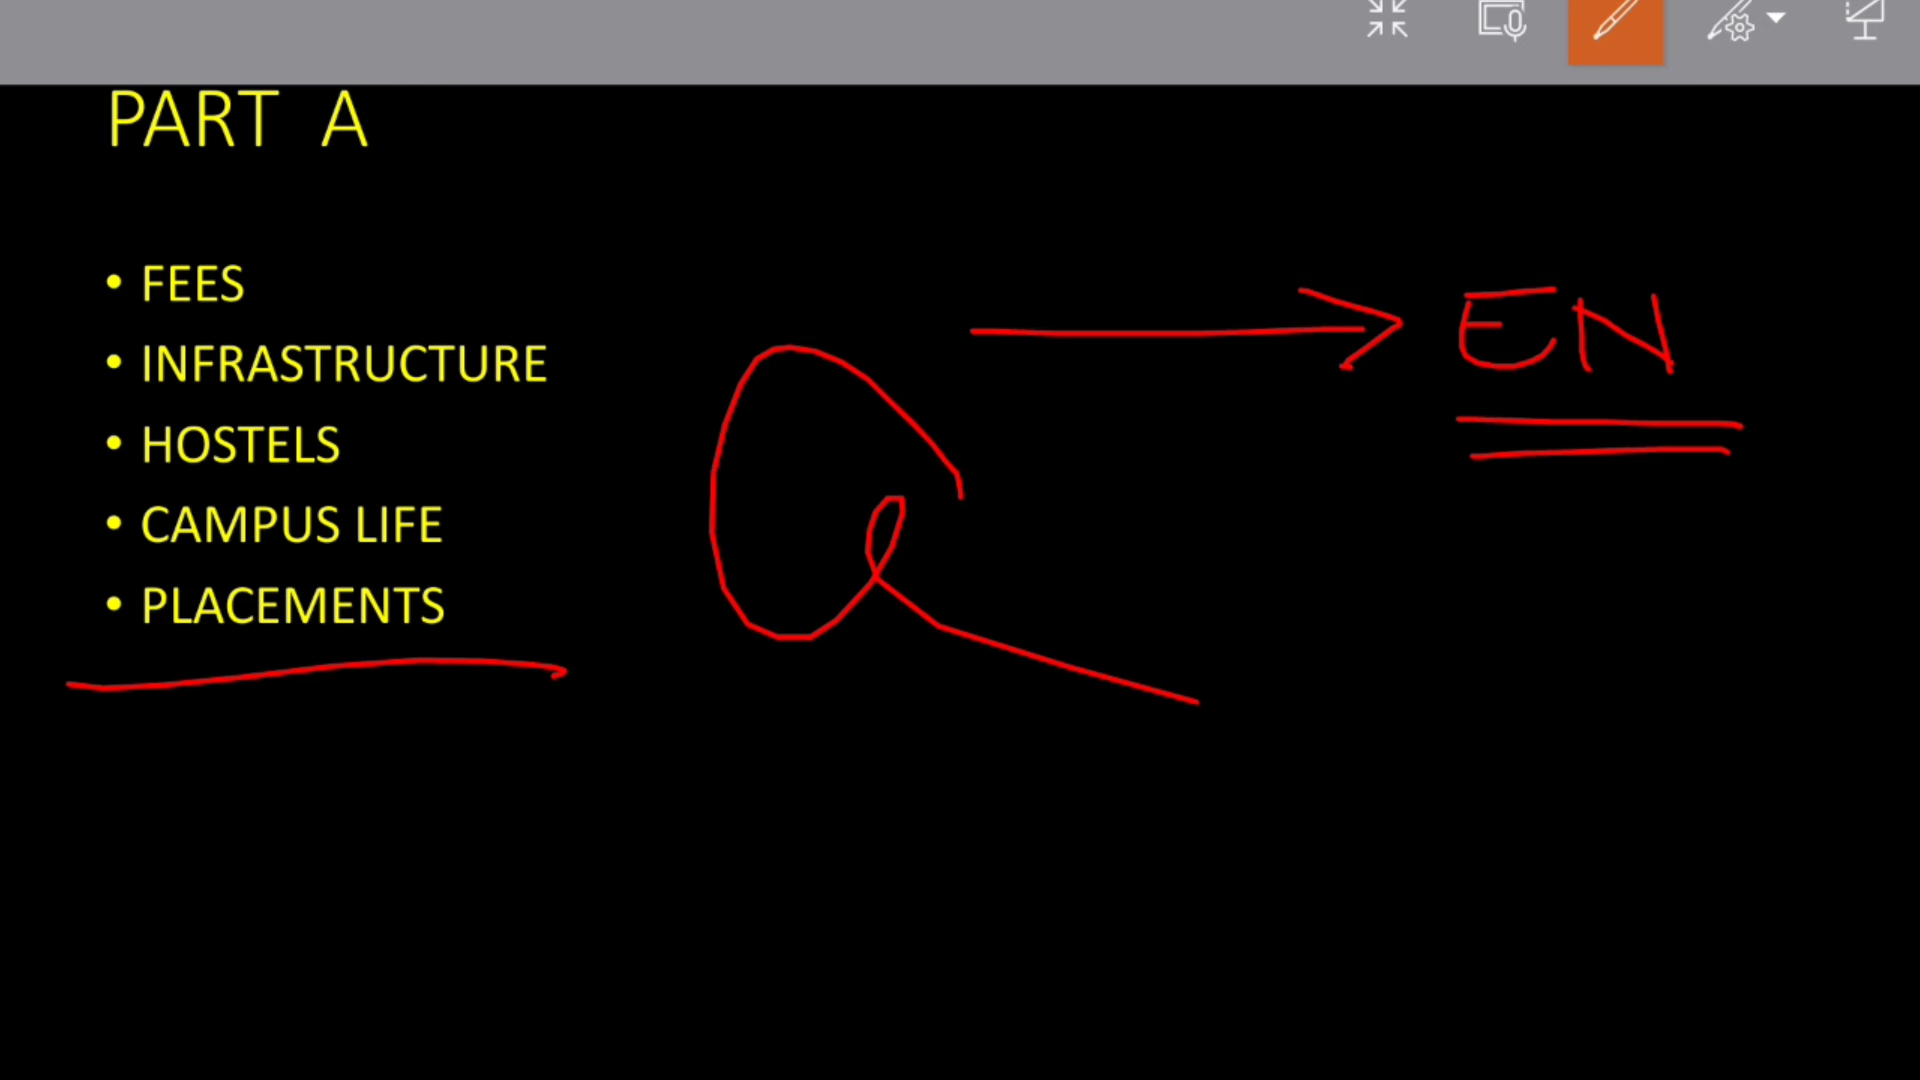 PART A
• FEES
• INFRASTRUCTURE
• HOSTELS
• CAMPUS LIFE
• PLACEMENTS
Q
EN